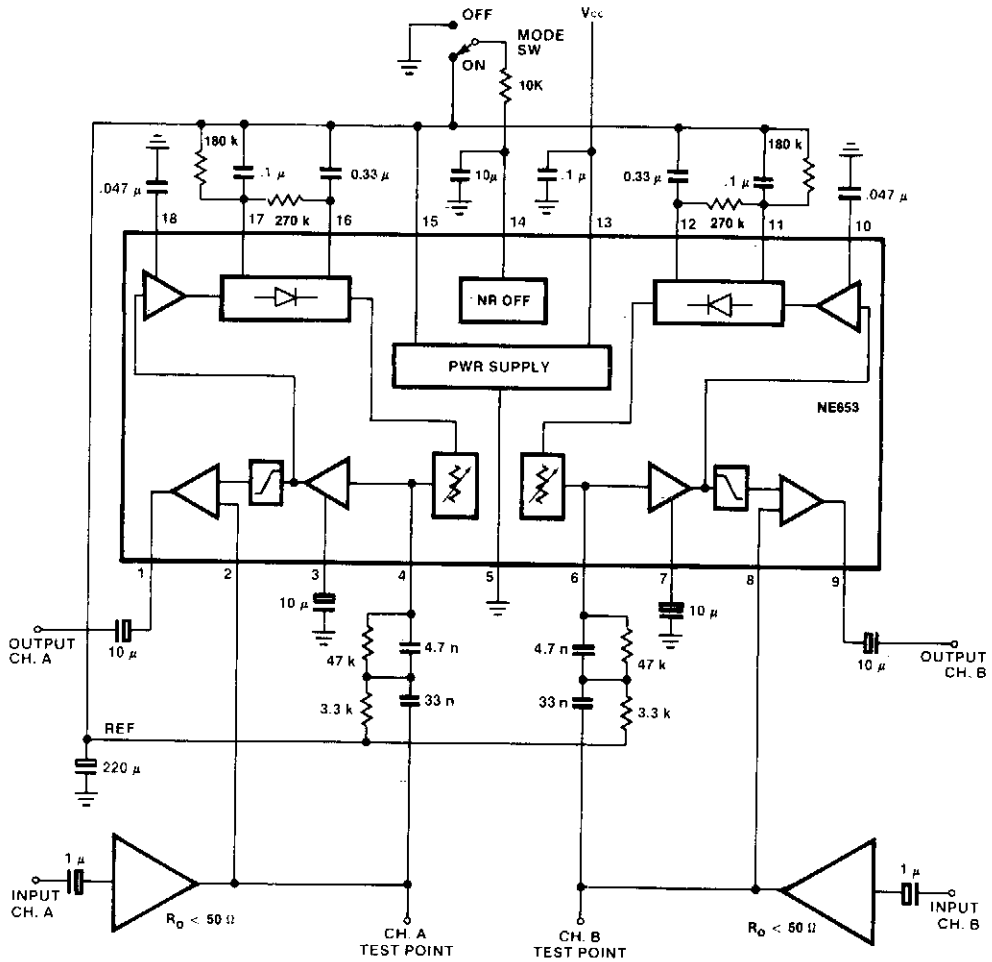 OFF
MODE
SW
ON
Vcc
10K
180 k
.1 μ
0.33 μ
10μ
.1 μ
0.33 μ
.1 μ
180 k
.047 μ
270 k
270 k
.047 μ
18
17
16
15
14
13
12
11
10
NR OFF
PWR SUPPLY
NE653
1
2
3
4
5
6
7
8
9
10 μ
10 μ
OUTPUT
CH. A
10 μ
47 k
4.7 n
4.7 n
47 k
10 μ
OUTPUT
CH. B
3.3 k
33 n
33 n
3.3 k
REF
220 μ
1 μ
INPUT
CH. A
R₀ < 50 Ω
CH. A
TEST POINT
CH. B
TEST POINT
R₀ < 50 Ω
1 μ
INPUT
CH. B